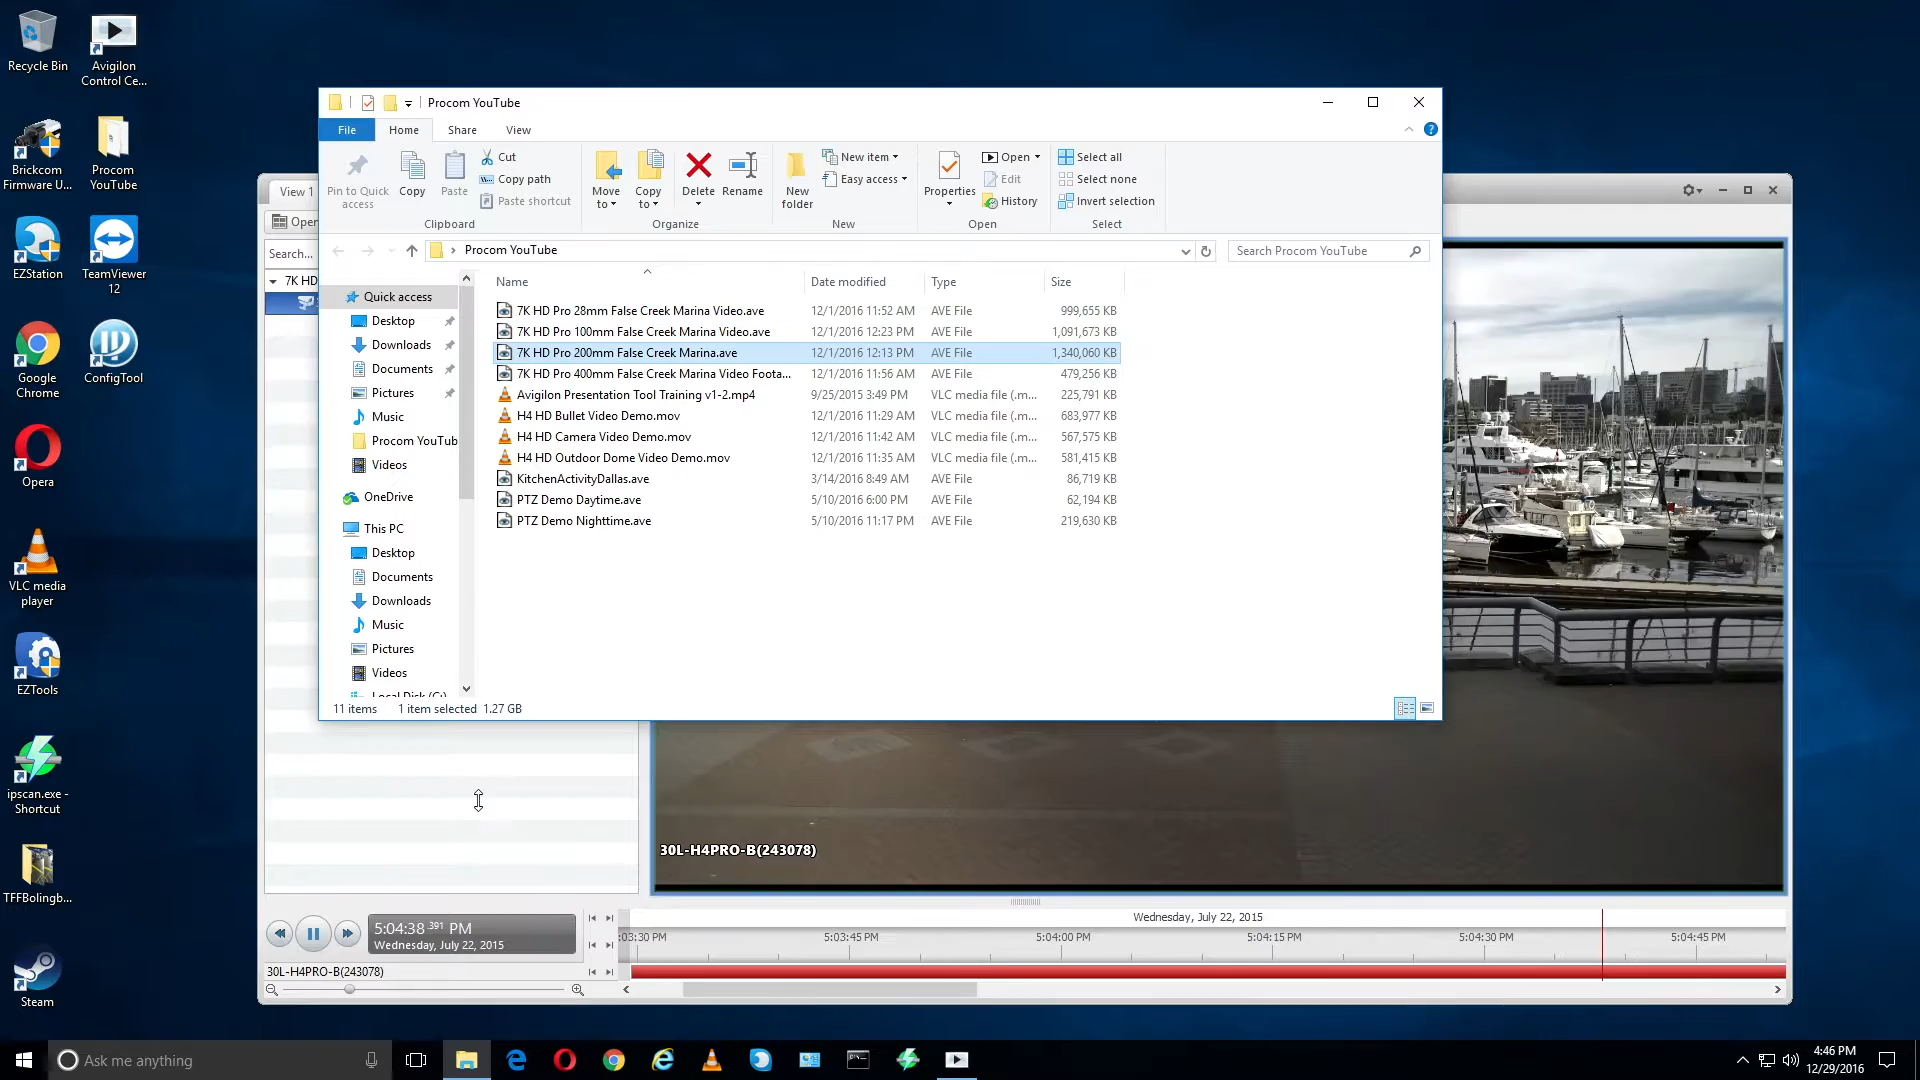 Recycle Bin
Avigilon
Control Ce...
Brickcom
Firmware U...
Procom
YouTube
EZStation
TeamViewer
12
Google
Chrome
ConfigTool
Opera
VLC media
player
EZTools
ipscan.exe -
Shortcut
TFFBolingb...
Steam
Procom YouTube
File
Home
Share
View
Pin to Quick
access
Copy
Paste
Cut
Copy path
Paste shortcut
Clipboard
Move
to
Copy
to
Delete
Rename
Organize
New
folder
New item
Easy access
New
Properties
Open
Edit
History
Open
Select all
Select none
Invert selection
Select
Procom YouTube
Search Procom YouTube
Name Date modified Type Size
7K HD Pro 28mm False Creek Marina Video.ave 12/1/2016 11:52 AM AVE File 999,655 KB
7K HD Pro 100mm False Creek Marina Video.ave 12/1/2016 12:23 PM AVE File 1,091,673 KB
7K HD Pro 200mm False Creek Marina.ave 12/1/2016 12:13 PM AVE File 1,340,060 KB
7K HD Pro 400mm False Creek Marina Video Foota... 12/1/2016 11:56 AM AVE File 479,256 KB
Avigilon Presentation Tool Training v1-2.mp4 9/25/2015 3:49 PM VLC media file (.m... 225,791 KB
H4 HD Bullet Video Demo.mov 12/1/2016 11:29 AM VLC media file (.m... 683,977 KB
H4 HD Camera Video Demo.mov 12/1/2016 11:42 AM VLC media file (.m... 567,575 KB
H4 HD Outdoor Dome Video Demo.mov 12/1/2016 11:35 AM VLC media file (.m... 581,415 KB
KitchenActivityDallas.ave 3/14/2016 8:49 AM AVE File 86,719 KB
PTZ Demo Daytime.ave 5/10/2016 6:00 PM AVE File 62,194 KB
PTZ Demo Nighttime.ave 5/10/2016 11:17 PM AVE File 219,630 KB
Quick access
Desktop
Downloads
Documents
Pictures
Music
Procom YouTub
Videos
OneDrive
This PC
Desktop
Documents
Downloads
Music
Pictures
Videos
Local Disk (C:)
11 items 1 item selected 1.27 GB
View 1
Open
Search...
7K HD
30L-H4PRO-B(243078)
5:04:38 .391 PM
Wednesday, July 22, 2015
30L-H4PRO-B(243078)
Wednesday, July 22, 2015
:03:30 PM 5:03:45 PM 5:04:00 PM 5:04:15 PM 5:04:30 PM 5:04:45 PM
Ask me anything
4:46 PM
12/29/2016